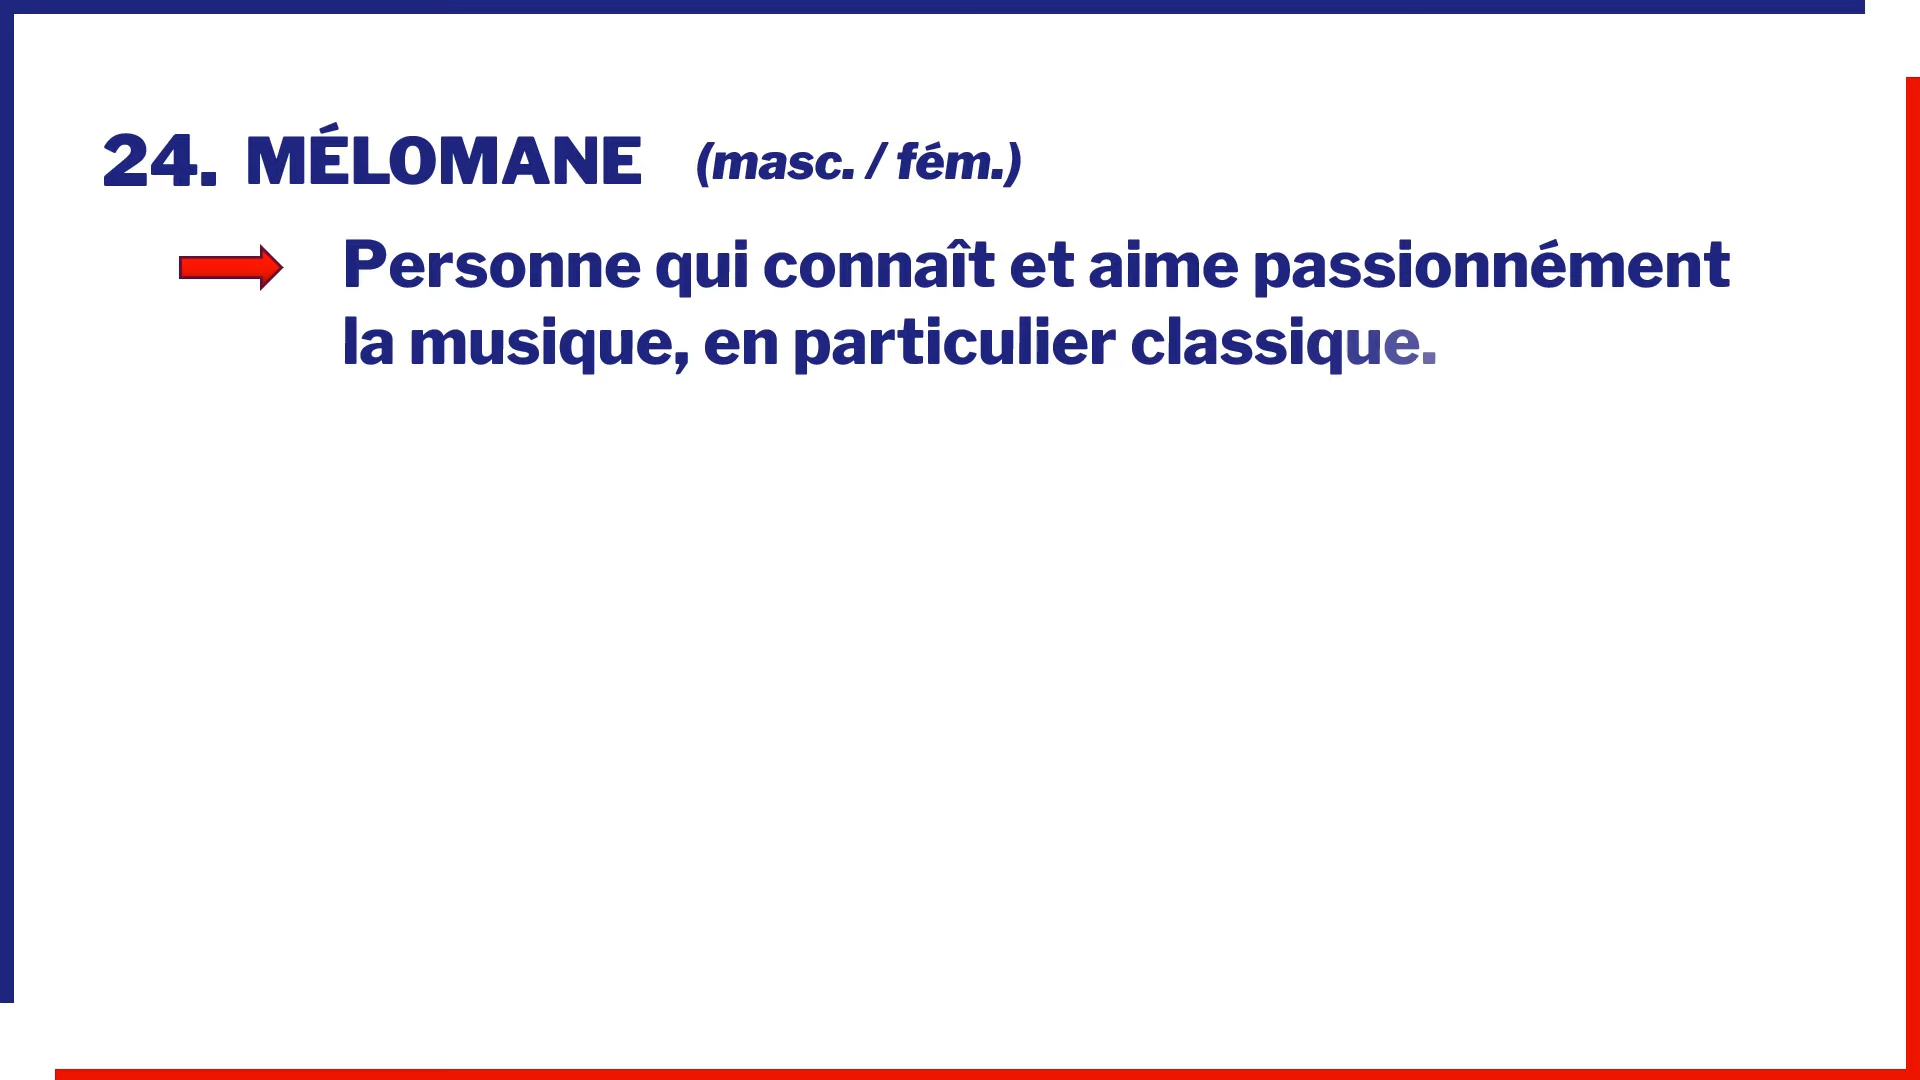 24. MÉLOMANE (masc. / fém.)
Personne qui connaît et aime passionnément
la musique, en particulier classique.